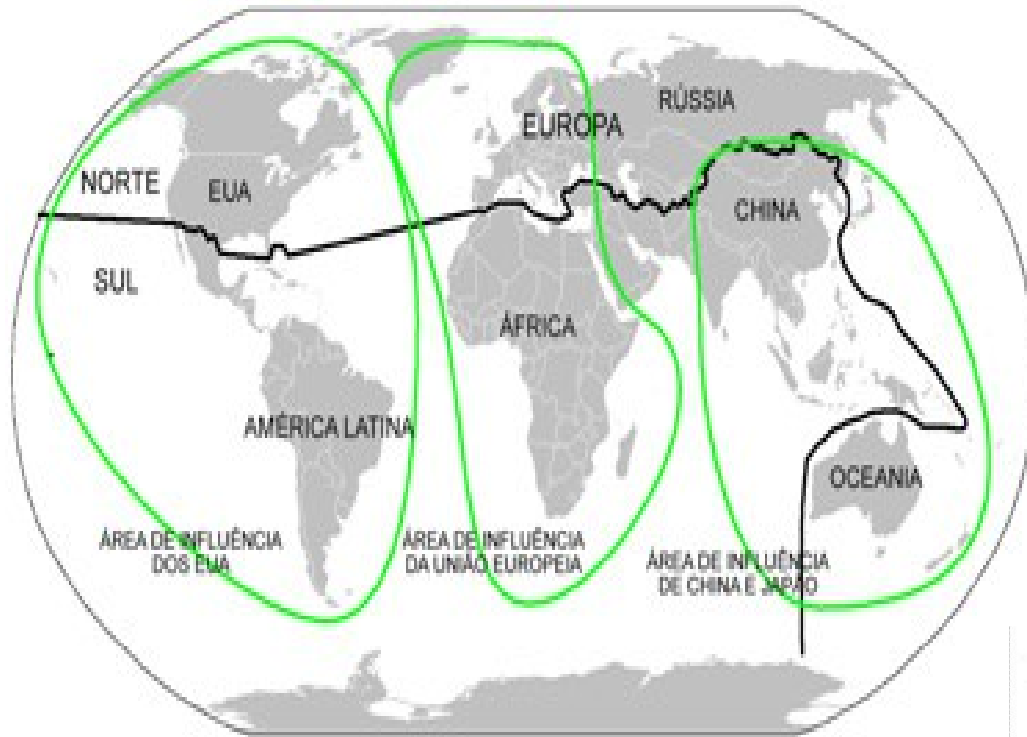 RÚSSIA
EUROPA
NORTE
EUA
CHINA
SUL
ÁFRICA
AMÉRICA LATINA
OCEANIA
ÁREA DE INFLUÊNCIA
DOS EUA
ÁREA DE INFLUÊNCIA
DA UNIÃO EUROPEIA
ÁREA DE INFLUÊNCIA
DE CHINA E JAPÃO